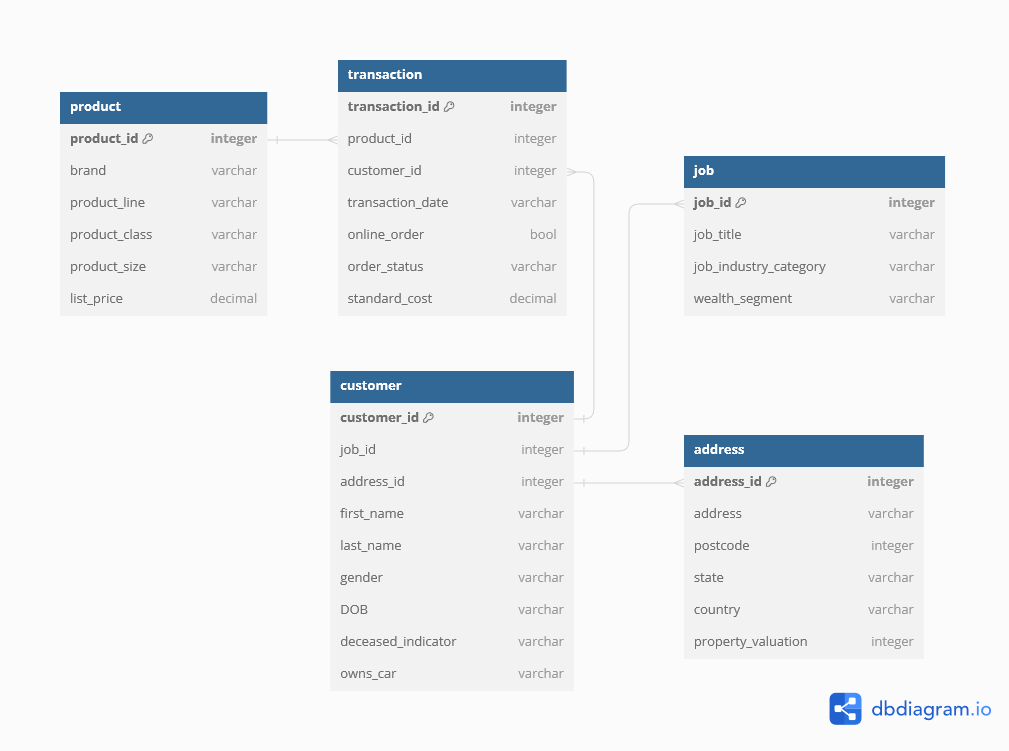 product
product_id integer
brand varchar
product_line varchar
product_class varchar
product_size varchar
list_price decimal
transaction
transaction_id integer
product_id integer
customer_id integer
transaction_date varchar
online_order bool
order_status varchar
standard_cost decimal
job
job_id integer
job_title varchar
job_industry_category varchar
wealth_segment varchar
customer
customer_id integer
job_id integer
address_id integer
first_name varchar
last_name varchar
gender varchar
DOB varchar
deceased_indicator varchar
owns_car varchar
address
address_id integer
address varchar
postcode integer
state varchar
country varchar
property_valuation integer
dbdiagram.io